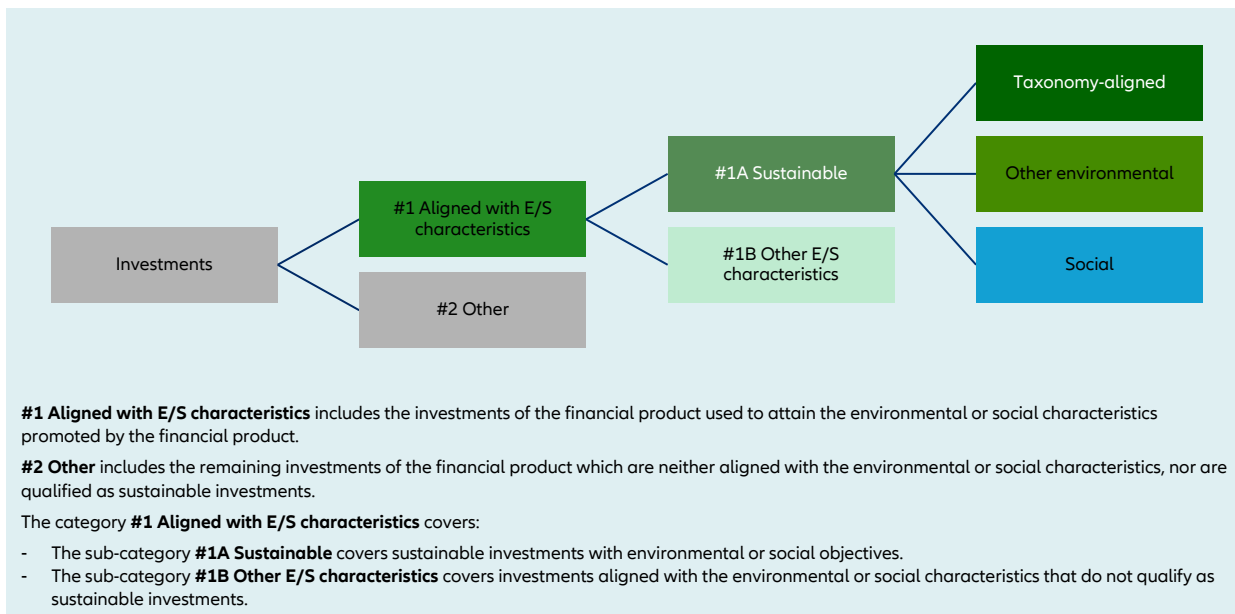 Taxonomy-aligned
#1A Sustainable
Other environmental
#1 Aligned with E/S
characteristics
Investments
#1B Other E/S
characteristics
Social
#2 Other
#1 Aligned with E/S characteristics includes the investments of the financial product used to attain the environmental or social characteristics
promoted by the financial product.
#2 Other includes the remaining investments of the financial product which are neither aligned with the environmental or social characteristics, nor are
qualified as sustainable investments.
The category #1 Aligned with E/S characteristics covers:
- The sub-category #1A Sustainable covers sustainable investments with environmental or social objectives.
- The sub-category #1B Other E/S characteristics covers investments aligned with the environmental or social characteristics that do not qualify as
sustainable investments.